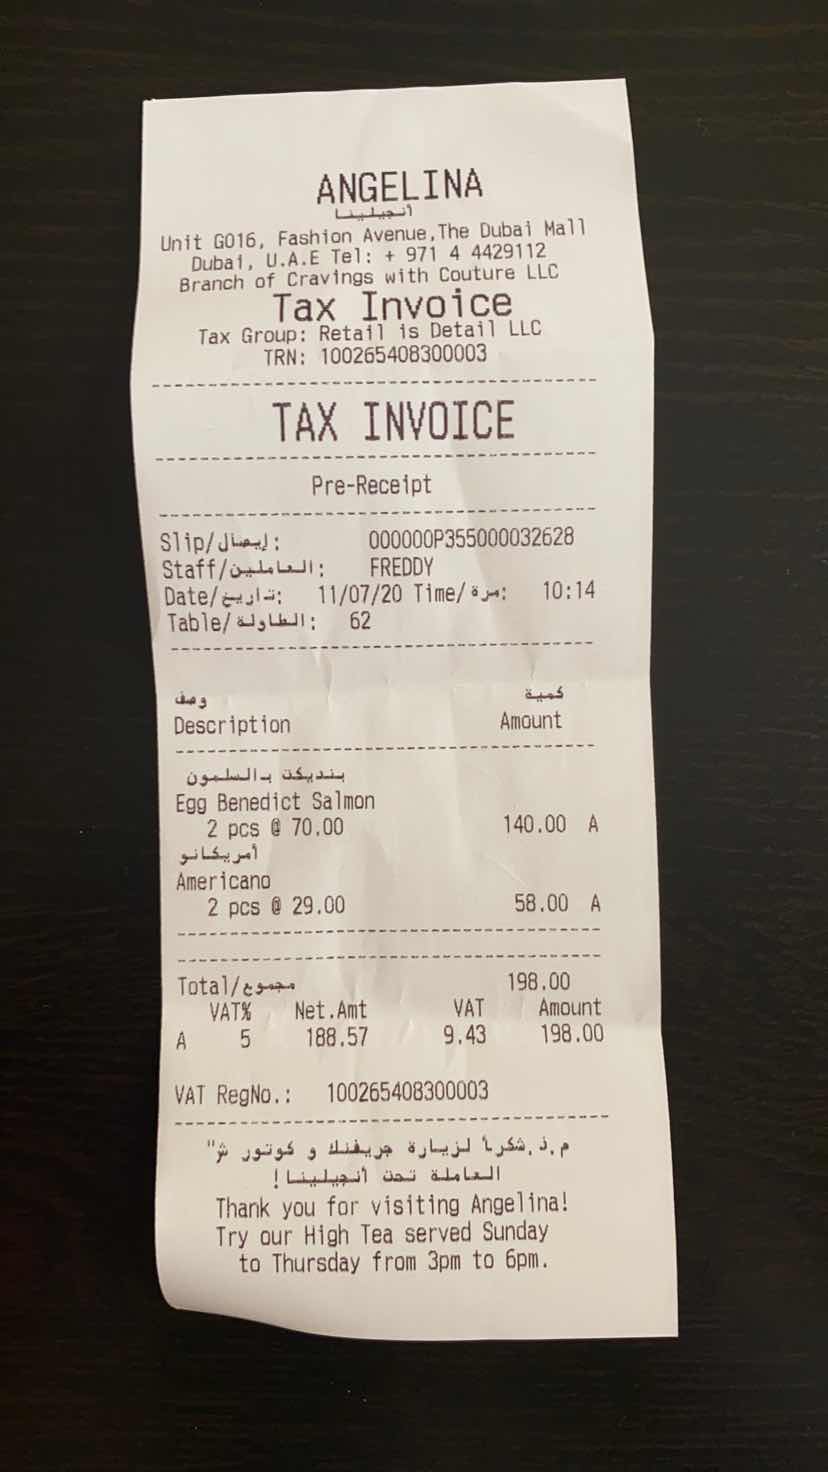 ANGELINA
أنجيلينا
Unit G016, Fashion Avenue,The Dubai Mall
Dubai, U.A.E Tel: + 971 4 4429112
Branch of Cravings with Couture LLC
Tax Invoice
Tax Group: Retail is Detail LLC
TRN: 100265408300003
TAX INVOICE
Pre-Receipt
Slip/إيصال: 000000P355000032628
Staff/العاملين: FREDDY
Date/تاريخ: 11/07/20 Time/مرة: 10:14
Table/الطاولة: 62
وصف كمية
Description Amount
بنديكت بالسلمون
Egg Benedict Salmon
2 pcs @ 70.00 140.00 A
أمريكانو
Americano
2 pcs @ 29.00 58.00 A
Total/مجموع 198.00
VAT% Net.Amt VAT Amount
A 5 188.57 9.43 198.00
VAT RegNo.: 100265408300003
"م.ذ.شكرأ لزيارة جريفنك و كوتور ش
العاملة تحت أنجيلينا!
Thank you for visiting Angelina!
Try our High Tea served Sunday
to Thursday from 3pm to 6pm.